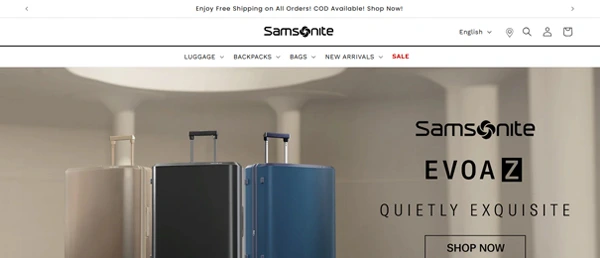 Enjoy Free Shipping on All Orders! COD Available! Shop Now!
Samsonite
English
LUGGAGE BACKPACKS BAGS NEW ARRIVALS SALE
Samsonite
EVOA Z
QUIETLY EXQUISITE
SHOP NOW